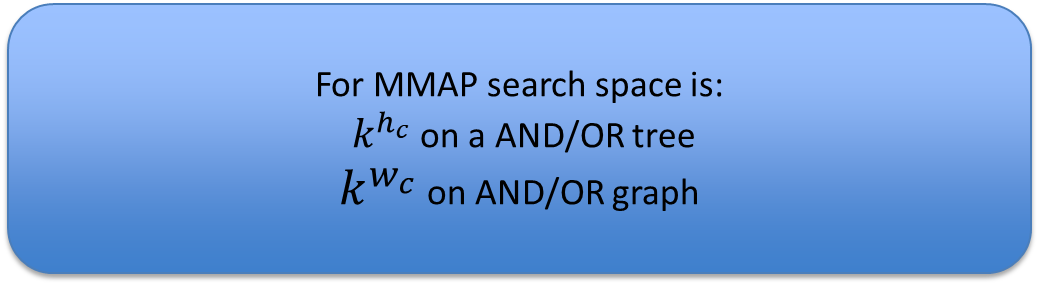 For MMAP search space is:
$k^{h_c}$ on a AND/OR tree
$k^{w_c}$ on AND/OR graph